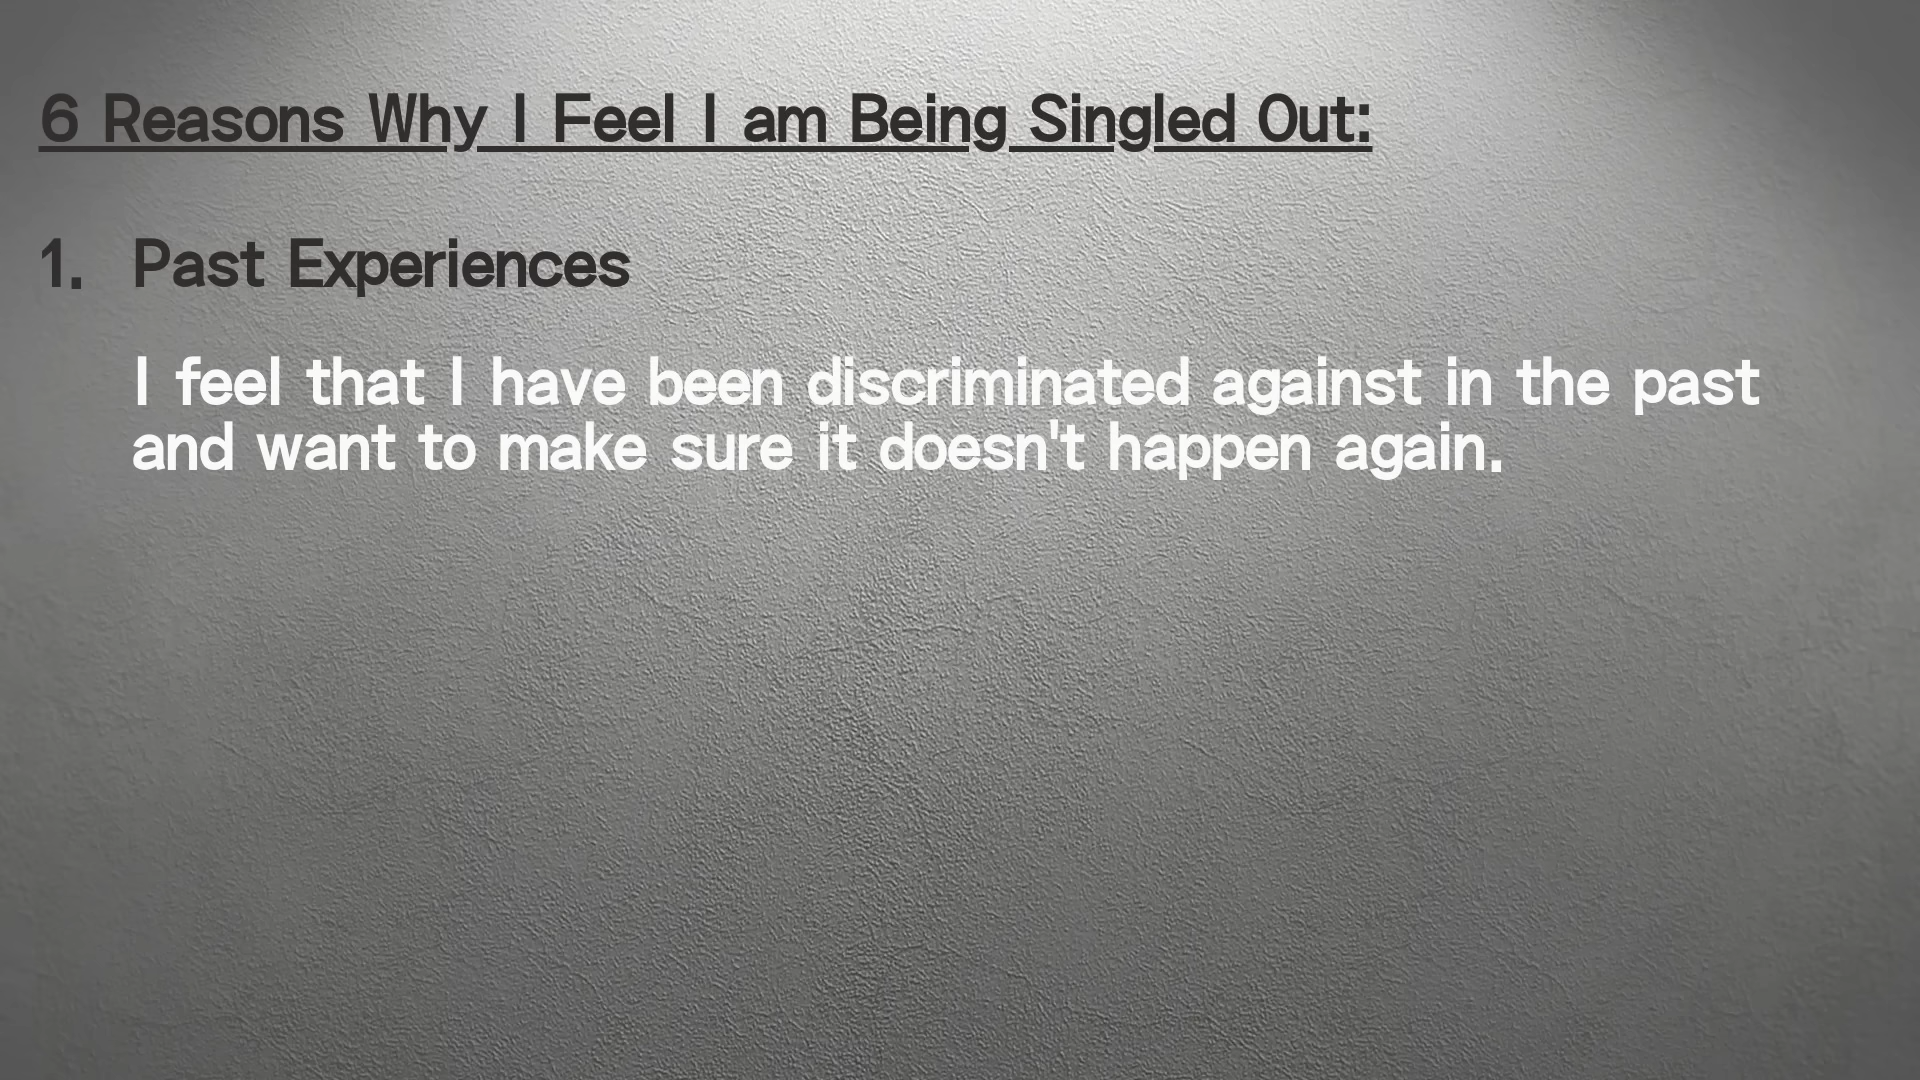 6 Reasons Why I Feel I am Being Singled Out:
1. Past Experiences
I feel that I have been discriminated against in the past
and want to make sure it doesn't happen again.